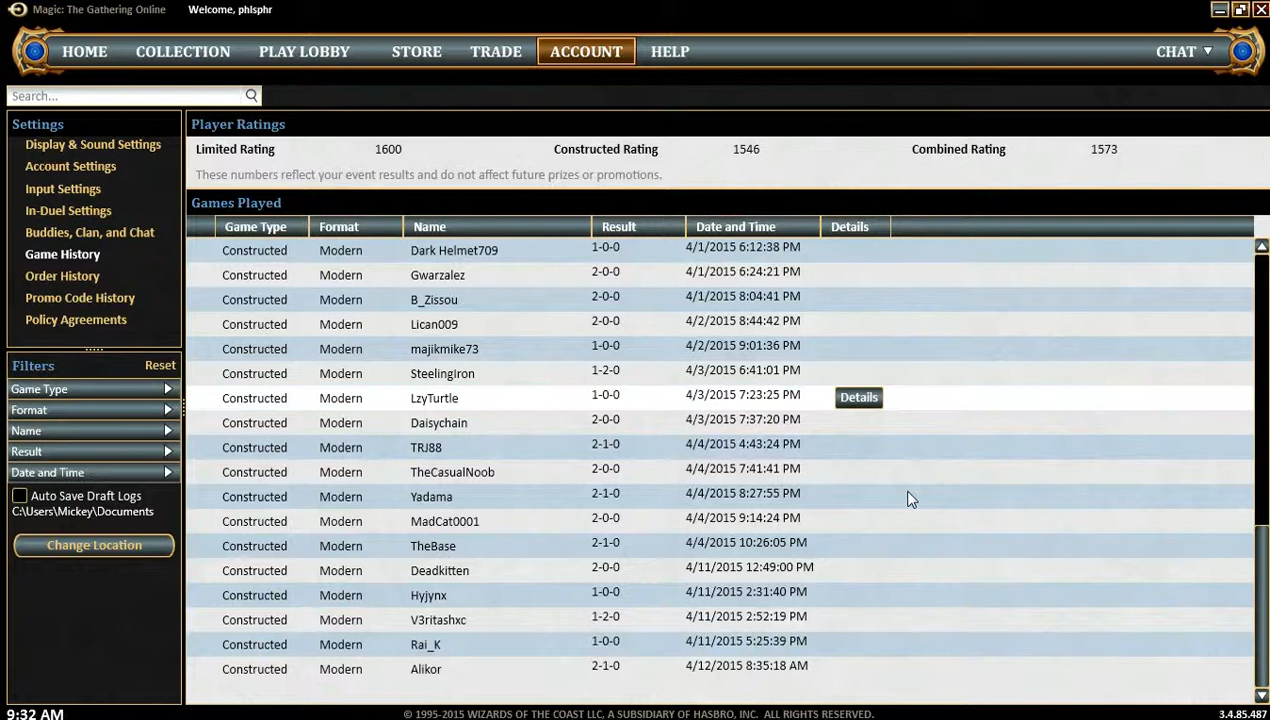 Magic: The Gathering Online Welcome, phlsphr
HOME COLLECTION PLAY LOBBY STORE TRADE ACCOUNT HELP CHAT
Search...
Settings
Display & Sound Settings
Account Settings
Input Settings
In-Duel Settings
Buddies, Clan, and Chat
Game History
Order History
Promo Code History
Policy Agreements
Filters Reset
Game Type
Format
Name
Result
Date and Time
Auto Save Draft Logs
C:\Users\Mickey\Documents
Change Location
9:32 AM
Player Ratings
Limited Rating 1600 Constructed Rating 1546 Combined Rating 1573
These numbers reflect your event results and do not affect future prizes or promotions.
Games Played
Game Type Format Name Result Date and Time Details
Constructed Modern Dark Helmet709 1-0-0 4/1/2015 6:12:38 PM
Constructed Modern Gwarzalez 2-0-0 4/1/2015 6:24:21 PM
Constructed Modern B_Zissou 2-0-0 4/1/2015 8:04:41 PM
Constructed Modern Lican009 2-0-0 4/2/2015 8:44:42 PM
Constructed Modern majikmike73 1-0-0 4/2/2015 9:01:36 PM
Constructed Modern SteelingIron 1-2-0 4/3/2015 6:41:01 PM
Constructed Modern LzyTurtle 1-0-0 4/3/2015 7:23:25 PM Details
Constructed Modern Daisychain 2-0-0 4/3/2015 7:37:20 PM
Constructed Modern TRJ88 2-1-0 4/4/2015 4:43:24 PM
Constructed Modern TheCasualNoob 2-0-0 4/4/2015 7:41:41 PM
Constructed Modern Yadama 2-1-0 4/4/2015 8:27:55 PM
Constructed Modern MadCat0001 2-0-0 4/4/2015 9:14:24 PM
Constructed Modern TheBase 2-1-0 4/4/2015 10:26:05 PM
Constructed Modern Deadkitten 2-0-0 4/11/2015 12:49:00 PM
Constructed Modern Hyjynx 1-0-0 4/11/2015 2:31:40 PM
Constructed Modern V3ritashxc 1-2-0 4/11/2015 2:52:19 PM
Constructed Modern Rai_K 1-0-0 4/11/2015 5:25:39 PM
Constructed Modern Alikor 2-1-0 4/12/2015 8:35:18 AM
© 1995-2015 WIZARDS OF THE COAST LLC, A SUBSIDIARY OF HASBRO, INC. ALL RIGHTS RESERVED. 3.4.85.487